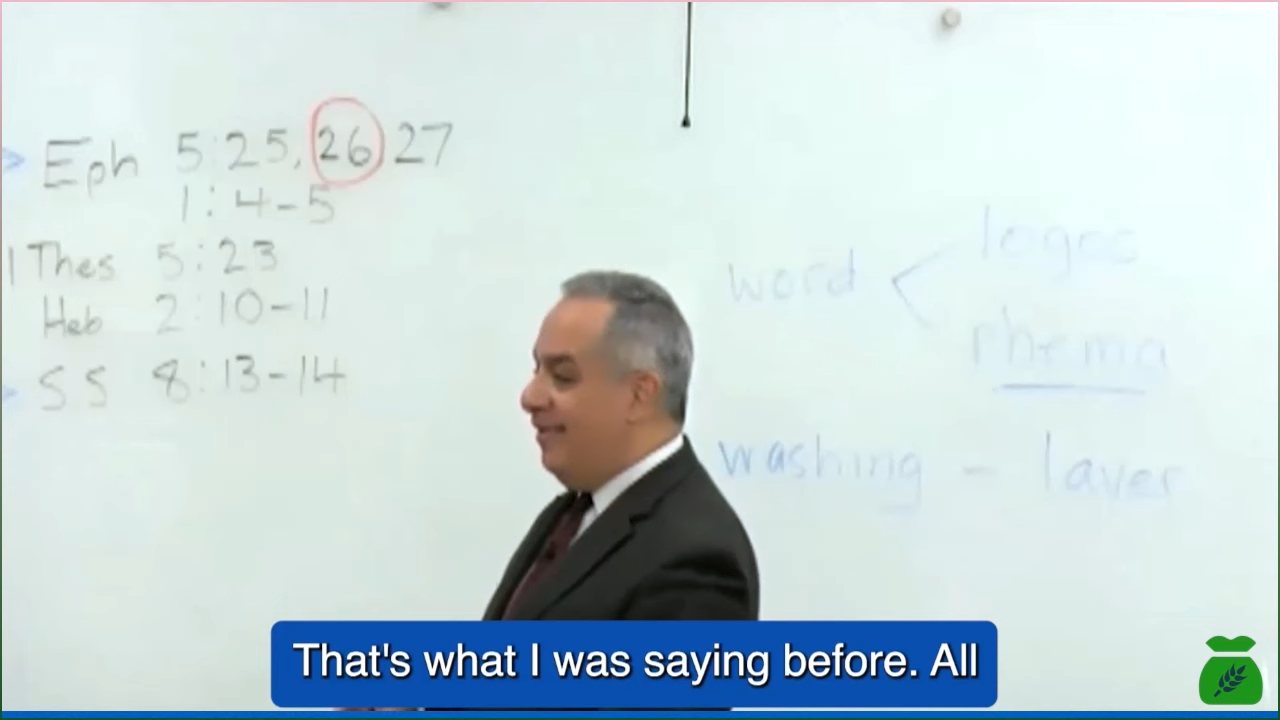 Eph 5:25, 26 27
1:4-5
1 Thes 5:23
Heb 2:10-11
SS 8:13-14
word < logos
rhema
washing - laver
That's what I was saying before. All